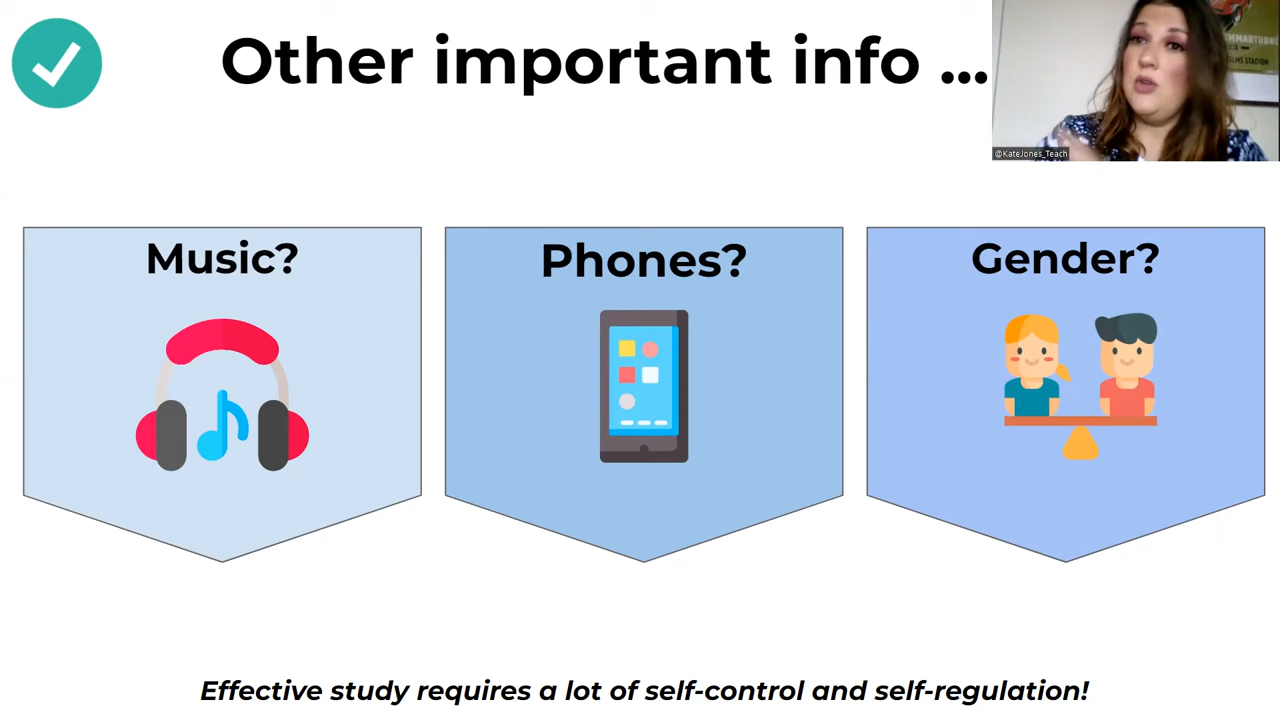 Other important info ...
@KateJones_Teach
Music?
Phones?
Gender?
Effective study requires a lot of self-control and self-regulation!